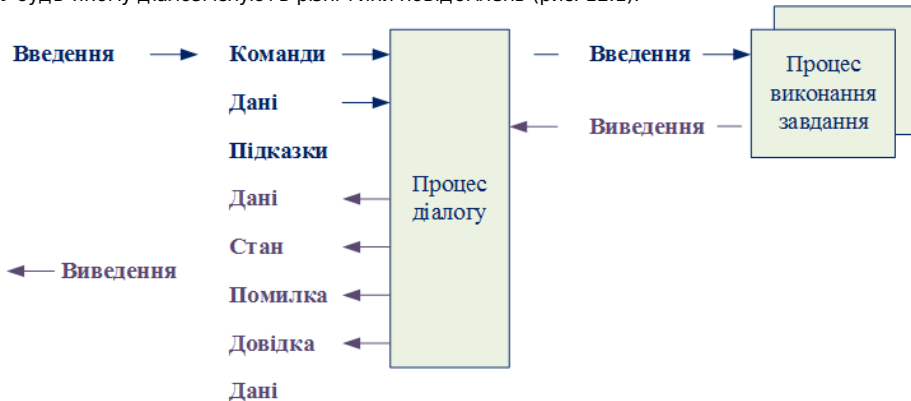 Введення
Команди
Введення
Процес
виконання
завдання
Дані
Виведення
Підказки
Процес
діалогу
Дані
Стан
Виведення
Помилка
Довідка
Дані